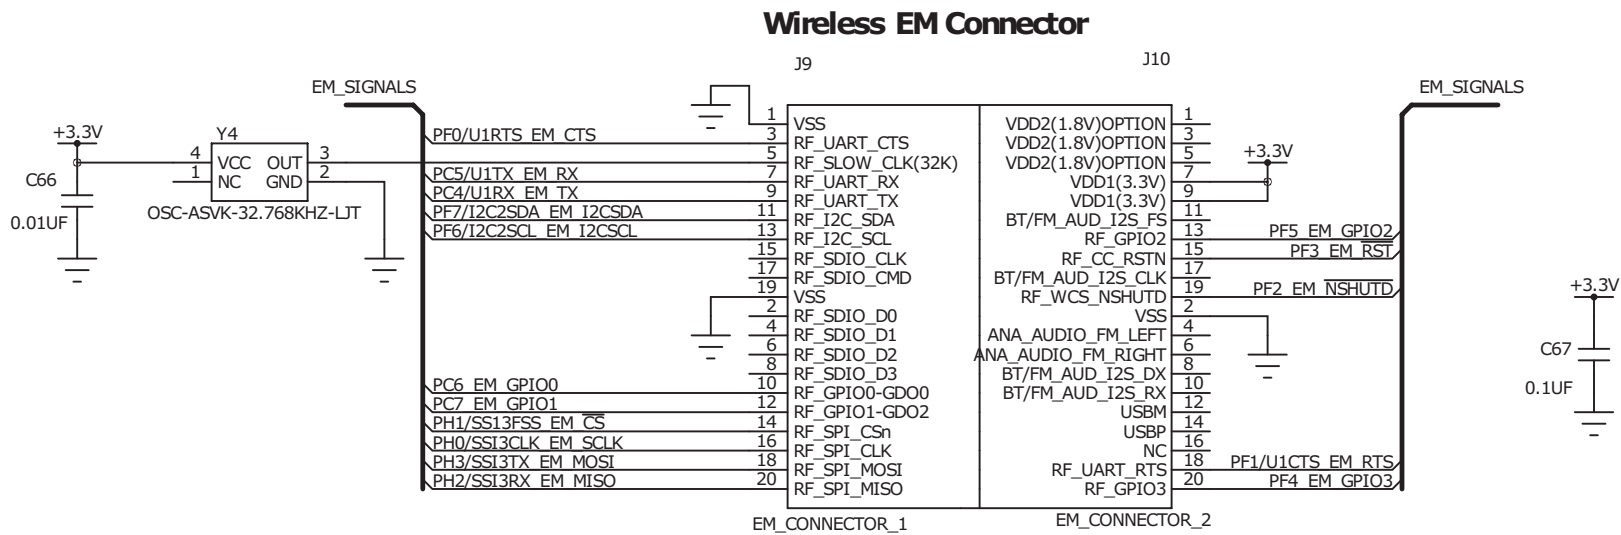 Wireless EM Connector
J9
J10
EM_SIGNALS
EM_SIGNALS
+3.3V
Y4
4 VCC OUT 3
1 NC GND 2
C66
0.01UF
OSC-ASVK-32.768KHZ-LJT
PF0/U1RTS_EM_CTS
PC5/U1TX_EM_RX
PC4/U1RX_EM_TX
PF7/I2C2SDA_EM_I2CSDA
PF6/I2C2SCL_EM_I2CSCL
PC6_EM_GPIO0
PC7_EM_GPIO1
PH1/SS13FSS_EM_CS
PH0/SSI3CLK_EM_SCLK
PH3/SSI3TX_EM_MOSI
PH2/SSI3RX_EM_MISO
1 VSS
3 RF_UART_CTS
5 RF_SLOW_CLK(32K)
7 RF_UART_RX
9 RF_UART_TX
11 RF_I2C_SDA
13 RF_I2C_SCL
15 RF_SDIO_CLK
17 RF_SDIO_CMD
19 VSS
2 RF_SDIO_D0
4 RF_SDIO_D1
6 RF_SDIO_D2
8 RF_SDIO_D3
10 RF_GPIO0-GDO0
12 RF_GPIO1-GDO2
14 RF_SPI_CSn
16 RF_SPI_CLK
18 RF_SPI_MOSI
20 RF_SPI_MISO
EM_CONNECTOR_1
VDD2(1.8V)OPTION 1
VDD2(1.8V)OPTION 3
VDD2(1.8V)OPTION 5
VDD1(3.3V) 7
VDD1(3.3V) 9
BT/FM_AUD_I2S_FS 11
RF_GPIO2 13
RF_CC_RSTN 15
BT/FM_AUD_I2S_CLK 17
RF_WCS_NSHUTD 19
VSS 2
ANA_AUDIO_FM_LEFT 4
ANA_AUDIO_FM_RIGHT 6
BT/FM_AUD_I2S_DX 8
BT/FM_AUD_I2S_RX 10
USBM 12
USBP 14
NC 16
RF_UART_RTS 18
RF_GPIO3 20
EM_CONNECTOR_2
+3.3V
PF5_EM_GPIO2
PF3_EM_RST
PF2_EM_NSHUTD
PF1/U1CTS_EM_RTS
PF4_EM_GPIO3
+3.3V
C67
0.1UF